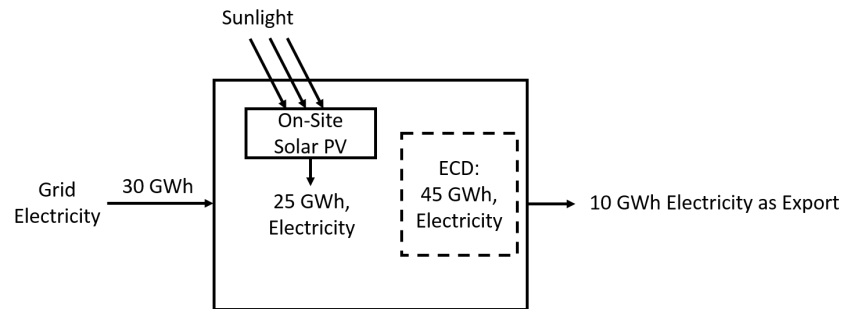 Sunlight
On-Site
Solar PV
Grid
Electricity
30 GWh
25 GWh,
Electricity
ECD:
45 GWh,
Electricity
10 GWh Electricity as Export